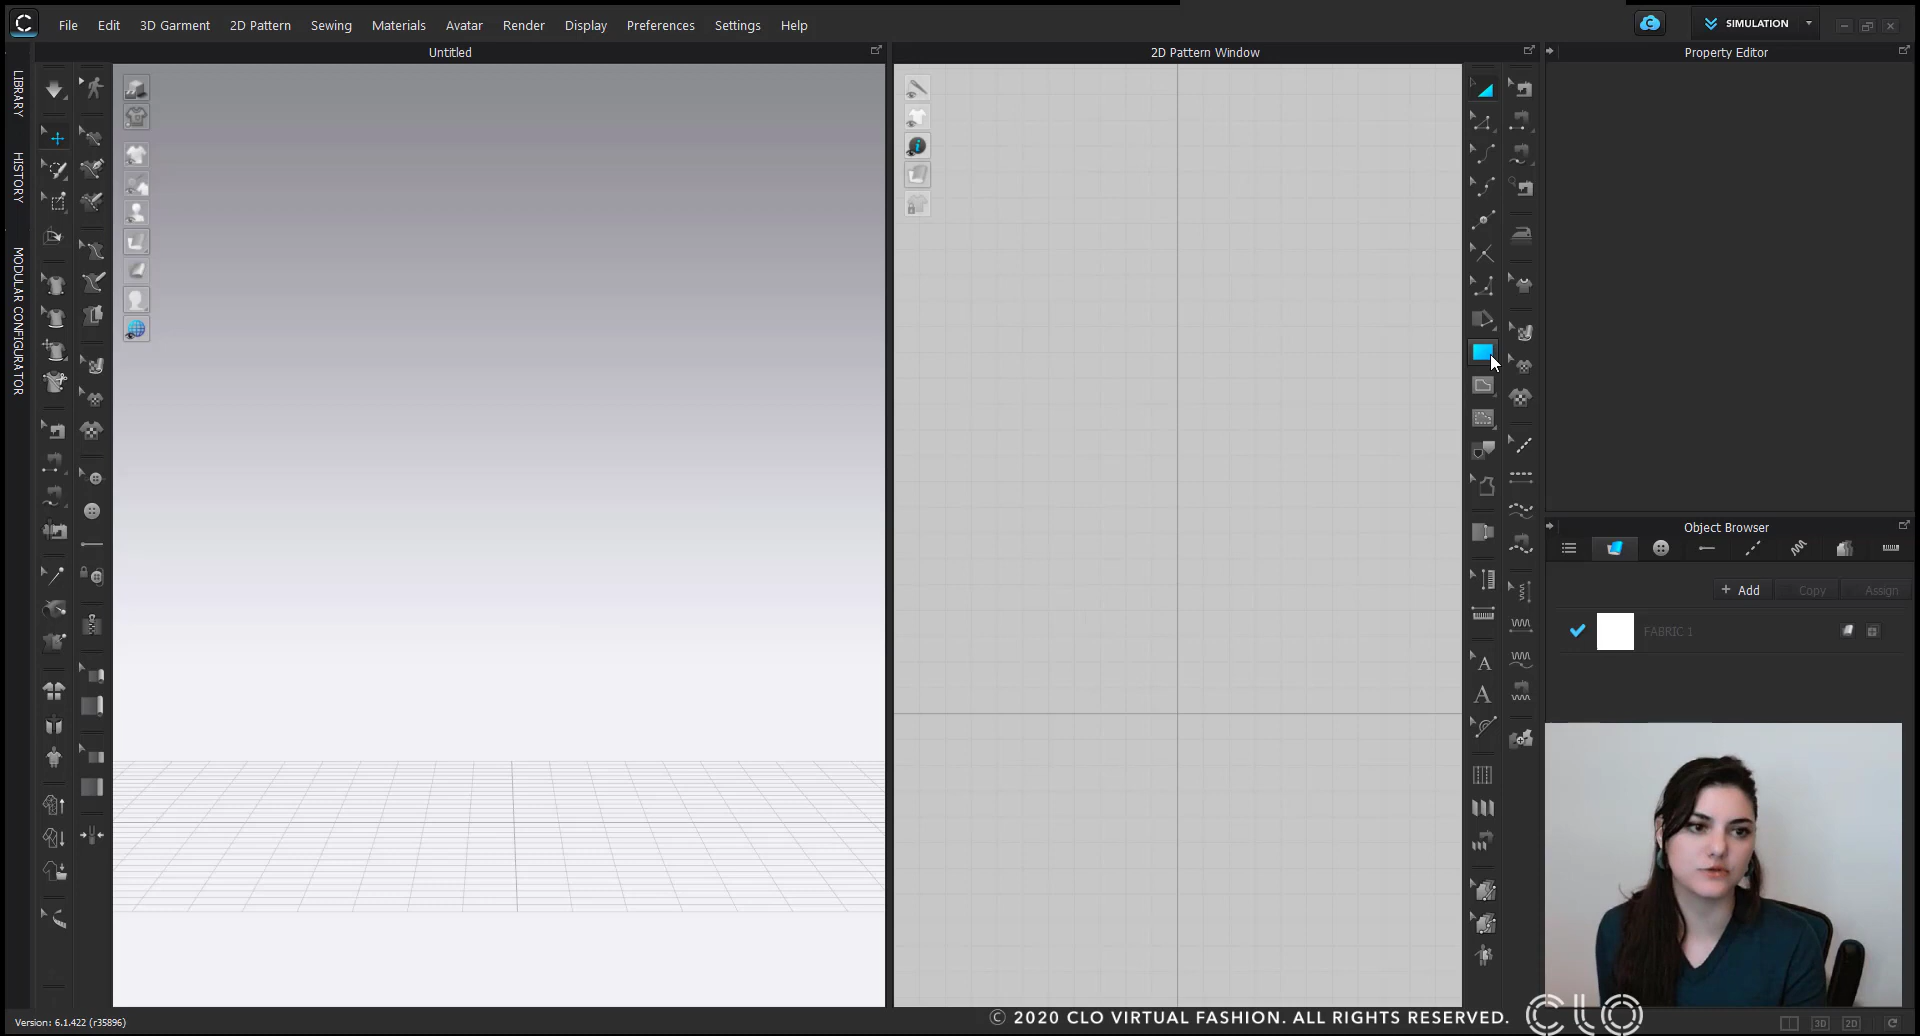 File Edit 3D Garment 2D Pattern Sewing Materials Avatar Render Display Preferences Settings Help
SIMULATION
Untitled
2D Pattern Window
Property Editor
LIBRARY
HISTORY
MODULAR CONFIGURATOR
Object Browser
+ Add
Copy
Assign
FABRIC 1
A
A
Version: 6.1.422 (r35896)
© 2020 CLO VIRTUAL FASHION. ALL RIGHTS RESERVED.
CLO
3D
2D